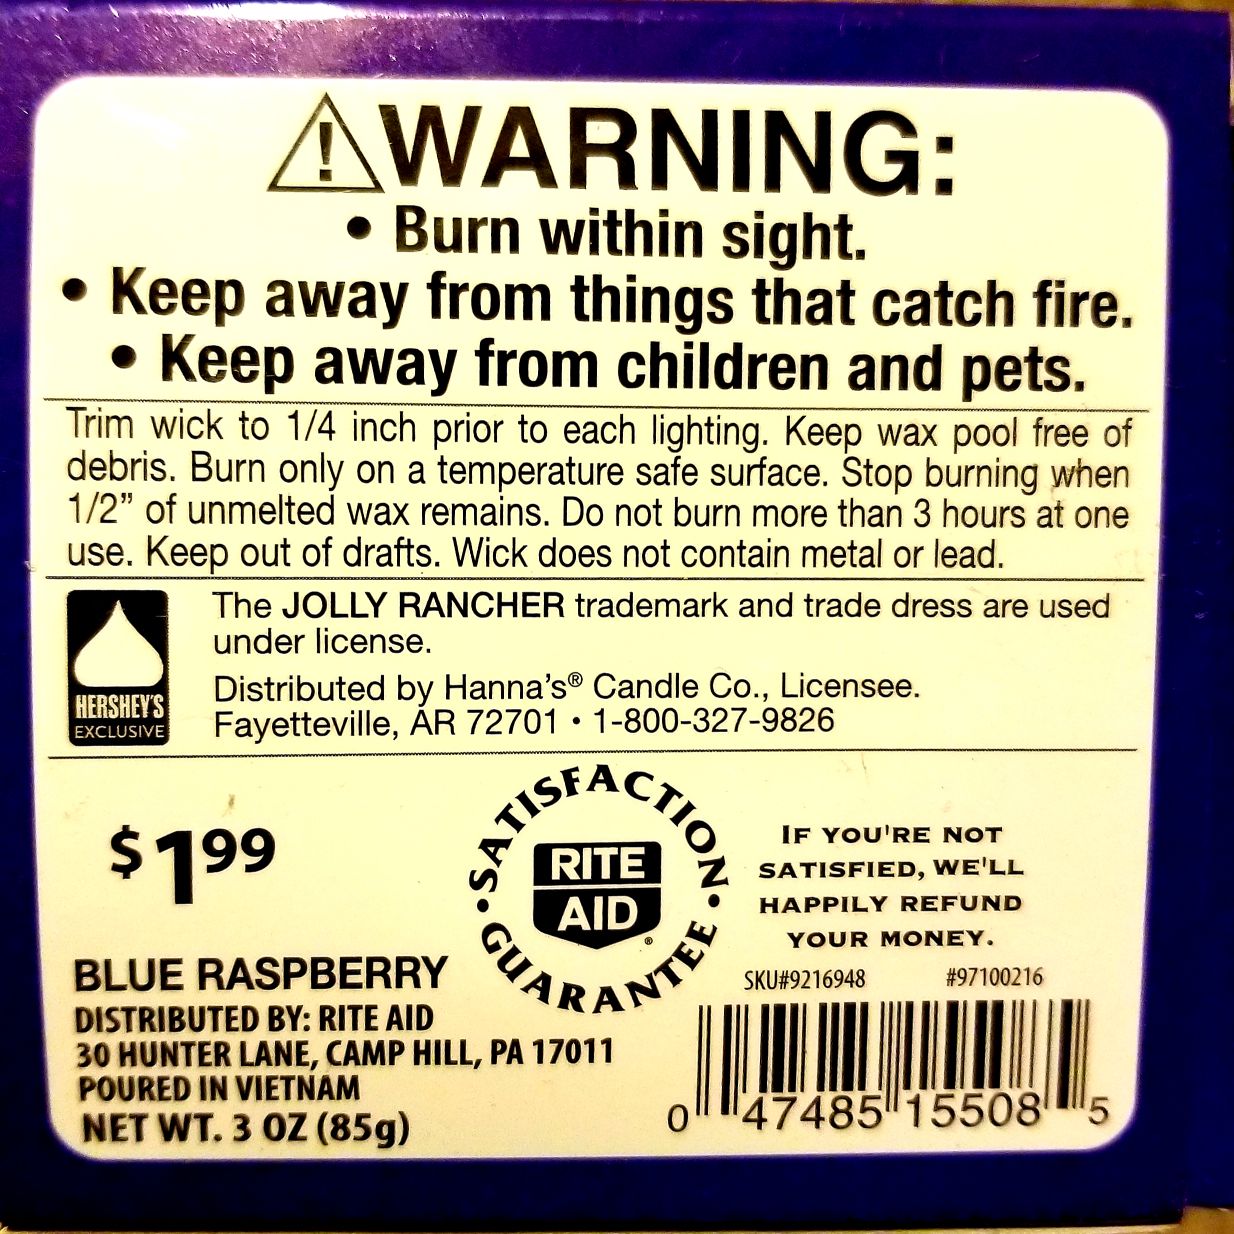 WARNING:
• Burn within sight.
• Keep away from things that catch fire.
• Keep away from children and pets.
Trim wick to 1/4 inch prior to each lighting. Keep wax pool free of
debris. Burn only on a temperature safe surface. Stop burning when
1/2” of unmelted wax remains. Do not burn more than 3 hours at one
use. Keep out of drafts. Wick does not contain metal or lead.
HERSHEY'S
EXCLUSIVE
The JOLLY RANCHER trademark and trade dress are used
under license.
Distributed by Hanna's® Candle Co., Licensee.
Fayetteville, AR 72701 • 1-800-327-9826
$199
SATISFACTION
RITE
AID®
• GUARANTEE •
IF YOU'RE NOT
SATISFIED, WE'LL
HAPPILY REFUND
YOUR MONEY.
BLUE RASPBERRY
DISTRIBUTED BY: RITE AID
30 HUNTER LANE, CAMP HILL, PA 17011
POURED IN VIETNAM
NET WT. 3 OZ (85g)
SKU#9216948 #97100216
0 47485 15508 5